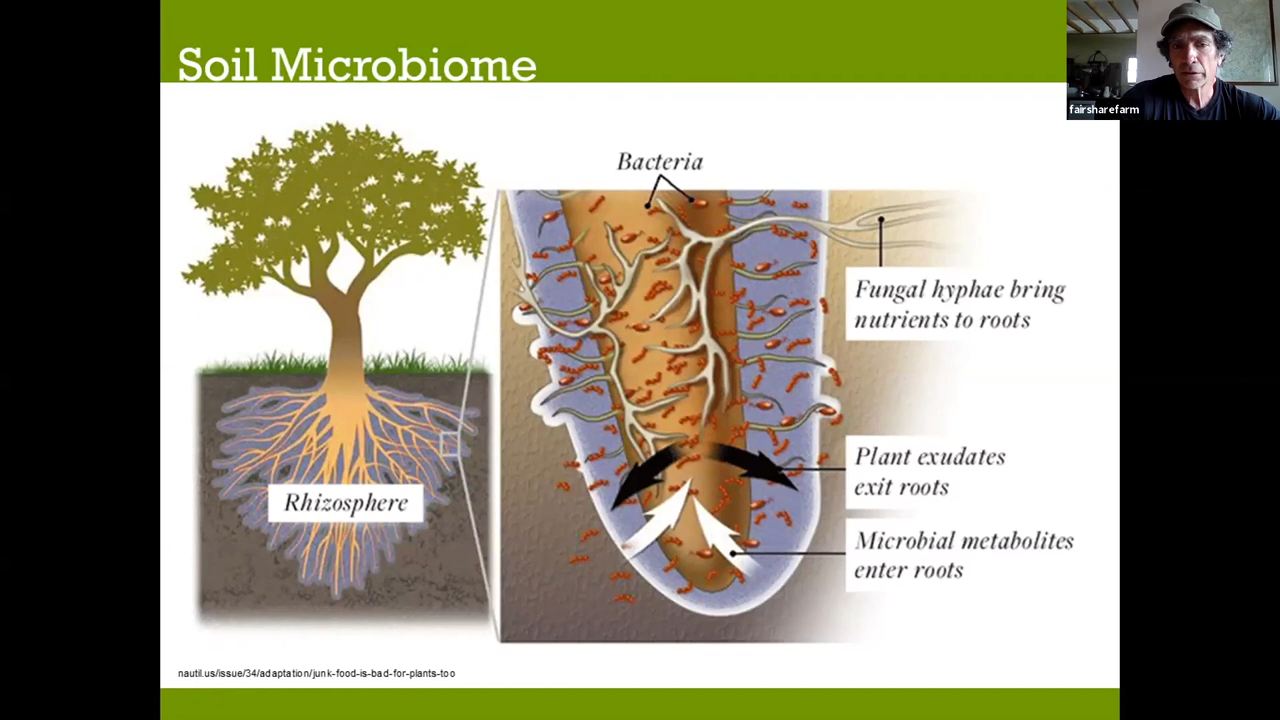 Soil Microbiome
fairsharefarm
Bacteria
Fungal hyphae bring
nutrients to roots
Plant exudates
exit roots
Rhizosphere
Microbial metabolites
enter roots
nautil.us/issue/34/adaptation/junk-food-is-bad-for-plants-too